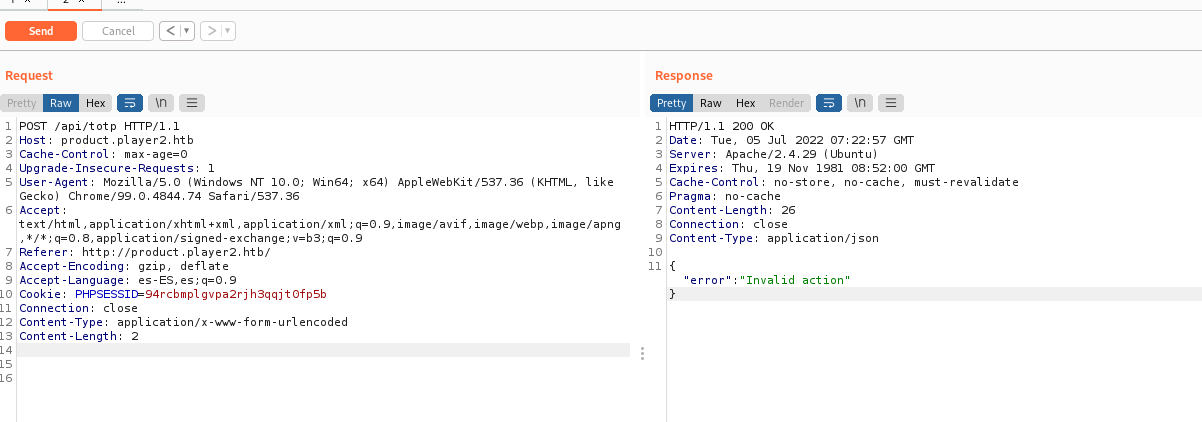 2
...
Send
Cancel
<
>
Request
Response
Pretty Raw Hex \n
Pretty Raw Hex Render \n
1 POST /api/totp HTTP/1.1
2 Host: product.player2.htb
3 Cache-Control: max-age=0
4 Upgrade-Insecure-Requests: 1
5 User-Agent: Mozilla/5.0 (Windows NT 10.0; Win64; x64) AppleWebKit/537.36 (KHTML, like
Gecko) Chrome/99.0.4844.74 Safari/537.36
6 Accept:
text/html,application/xhtml+xml,application/xml;q=0.9,image/avif,image/webp,image/apng
,*/*;q=0.8,application/signed-exchange;v=b3;q=0.9
7 Referer: http://product.player2.htb/
8 Accept-Encoding: gzip, deflate
9 Accept-Language: es-ES,es;q=0.9
10 Cookie: PHPSESSID=94rcbmplgvpa2rjh3qqjt0fp5b
11 Connection: close
12 Content-Type: application/x-www-form-urlencoded
13 Content-Length: 2
14
15
16
1 HTTP/1.1 200 OK
2 Date: Tue, 05 Jul 2022 07:22:57 GMT
3 Server: Apache/2.4.29 (Ubuntu)
4 Expires: Thu, 19 Nov 1981 08:52:00 GMT
5 Cache-Control: no-store, no-cache, must-revalidate
6 Pragma: no-cache
7 Content-Length: 26
8 Connection: close
9 Content-Type: application/json
10
11 {
"error":"Invalid action"
}